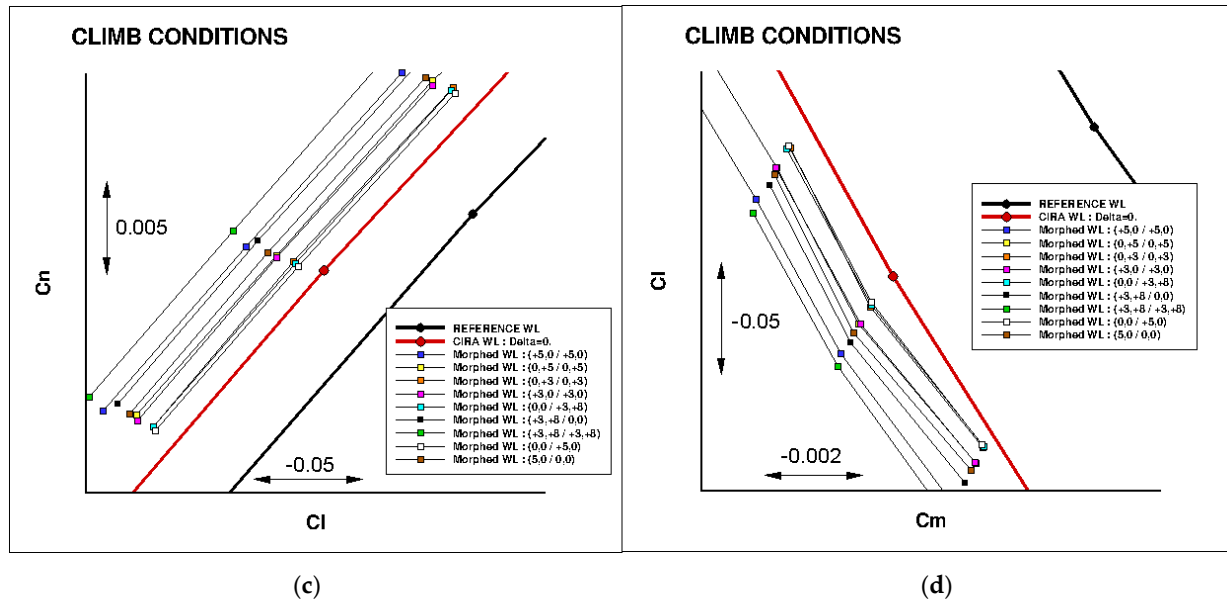 CLIMB CONDITIONS
Cn
0.005
REFERENCE WL
CIRA WL : Delta=0.
Morphed WL : {+5,0 / +5,0}
Morphed WL : {0,+5 / 0,+5}
Morphed WL : {0,+3 / 0,+3}
Morphed WL : {+3,0 / +3,0}
Morphed WL : {0,0 / +3,+8}
Morphed WL : {+3,+8 / 0,0}
Morphed WL : {+3,+8 / +3,+8}
Morphed WL : {0,0 / +5,0}
Morphed WL : {5,0 / 0,0}
-0.05
Cl
(c)
CLIMB CONDITIONS
Cl
-0.05
REFERENCE WL
CIRA WL : Delta=0.
Morphed WL : {+5,0 / +5,0}
Morphed WL : {0,+5 / 0,+5}
Morphed WL : {0,+3 / 0,+3}
Morphed WL : {+3,0 / +3,0}
Morphed WL : {0,0 / +3,+8}
Morphed WL : {+3,+8 / 0,0}
Morphed WL : {+3,+8 / +3,+8}
Morphed WL : {0,0 / +5,0}
Morphed WL : {5,0 / 0,0}
-0.002
Cm
(d)